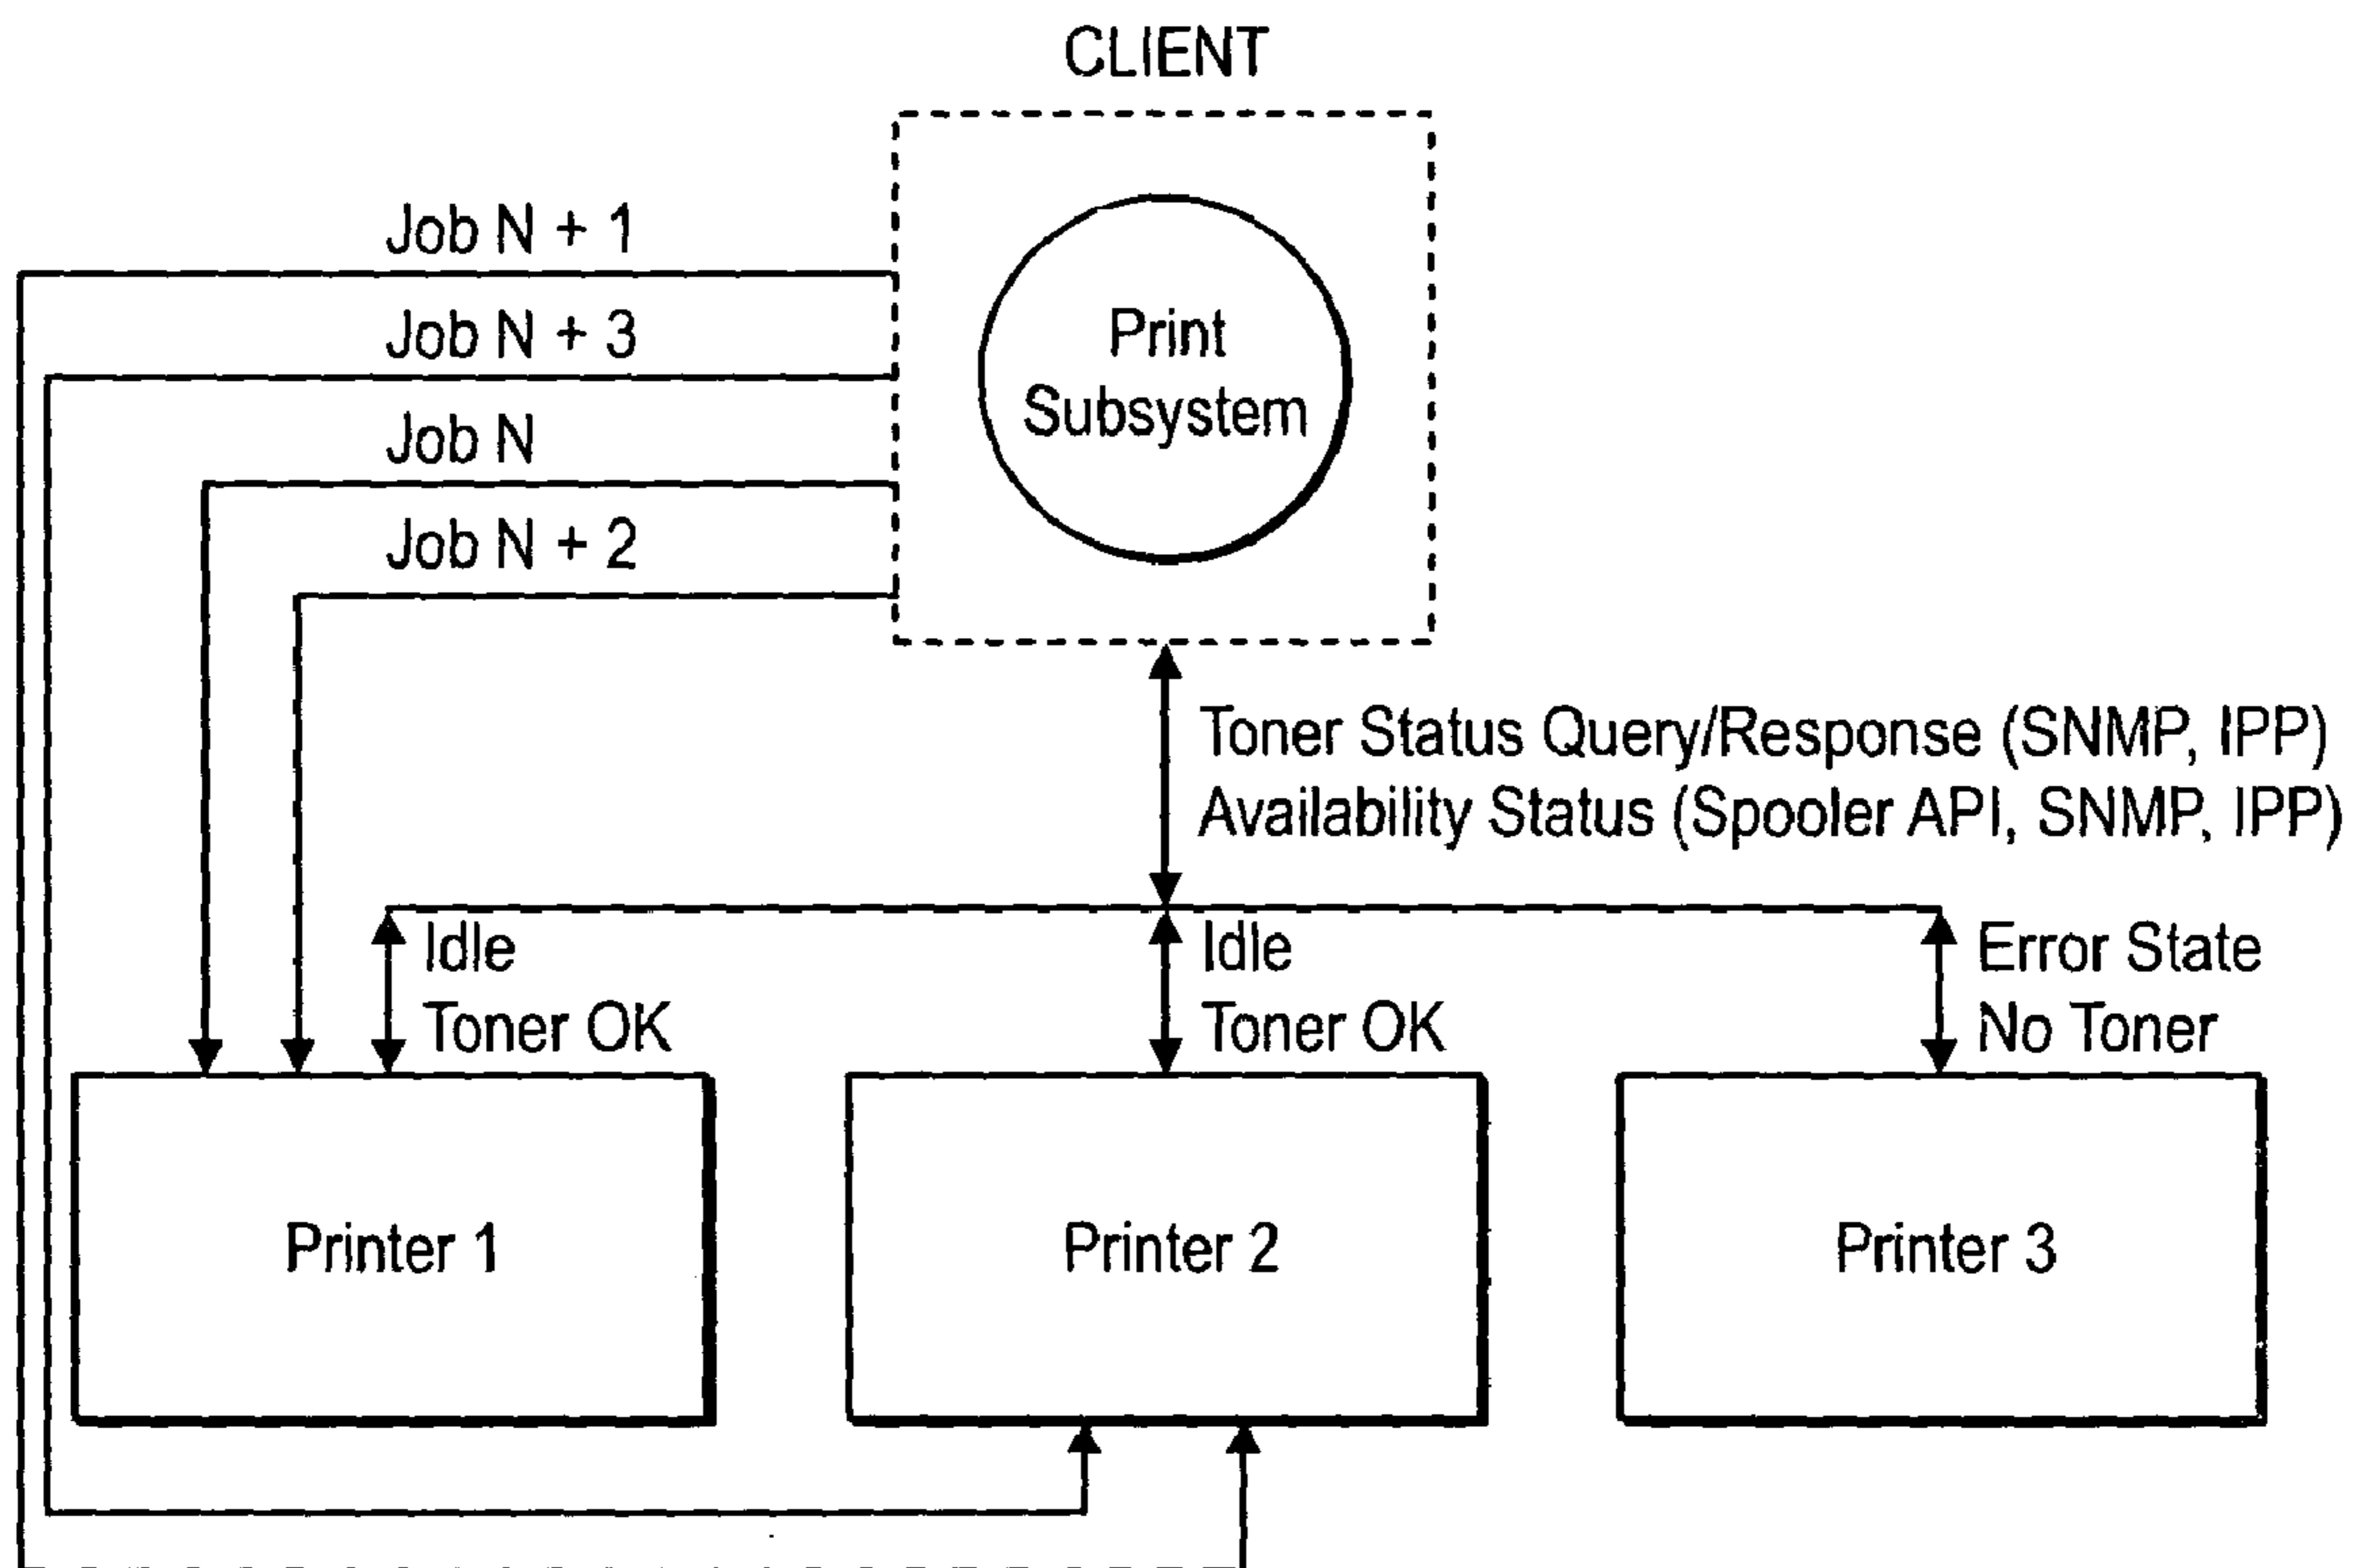 CLIENT
Job N + 1
Job N + 3
Job N
Job N + 2
Print
Subsystem
Toner Status Query/Response (SNMP, IPP)
Availability Status (Spooler API, SNMP, IPP)
Idle
Toner OK
Idle
Toner OK
Error State
No Toner
Printer 1
Printer 2
Printer 3